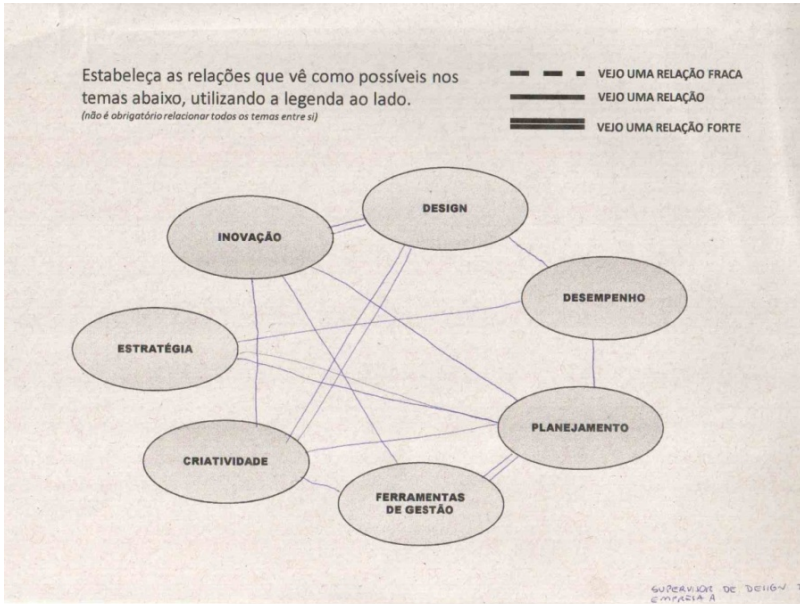 Estabeleça as relações que vê como possíveis nos
temas abaixo, utilizando a legenda ao lado.
(não é obrigatório relacionar todos os temas entre si)
VEJO UMA RELAÇÃO FRACA
VEJO UMA RELAÇÃO
VEJO UMA RELAÇÃO FORTE
DESIGN
INOVAÇÃO
DESEMPENHO
ESTRATÉGIA
PLANEJAMENTO
CRIATIVIDADE
FERRAMENTAS
DE GESTÃO
SUPERVISOR DE DESIGN
EMPRESA A